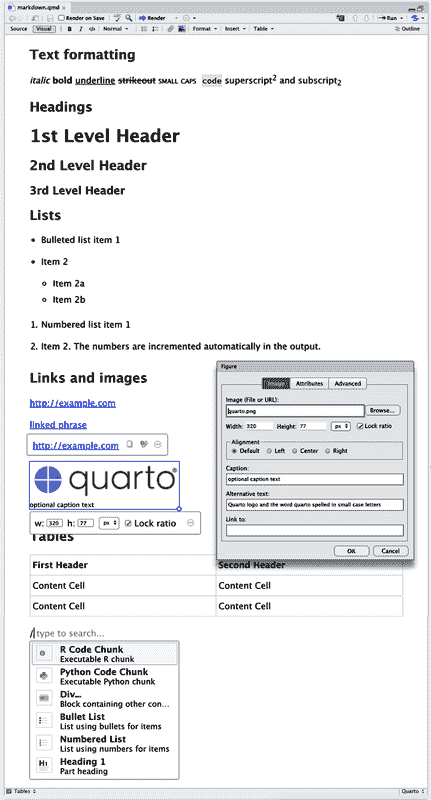 markdown.qmd
Render on Save
Render
Run
Source Visual B I Normal Format Insert Table Outline
Text formatting
italic bold underline strikeout SMALL CAPS code superscript2 and subscript2
Headings
1st Level Header
2nd Level Header
3rd Level Header
Lists
• Bulleted list item 1
• Item 2
Item 2a
Item 2b
1. Numbered list item 1
2. Item 2. The numbers are incremented automatically in the output.
Links and images
http://example.com
linked phrase
http://example.com
quarto®
optional caption text
w: 320 h: 77 px Lock ratio
Tables
First Header Second Header
Content Cell Content Cell
Content Cell Content Cell
/type to search...
R Code Chunk
Executable R chunk
Python Code Chunk
Executable Python chunk
Div...
Block containing other con...
Bullet List
List using bullets for items
Numbered List
List using numbers for items
H1 Heading 1
Part heading
Figure
Image Attributes Advanced
Image (File or URL):
quarto.png Browse...
Width: 320 Height: 77 px Lock ratio
Alignment
Default Left Center Right
Caption:
optional caption text
Alternative text:
Quarto logo and the word quarto spelled in small case letters
Link to:
OK Cancel
Tables Quarto